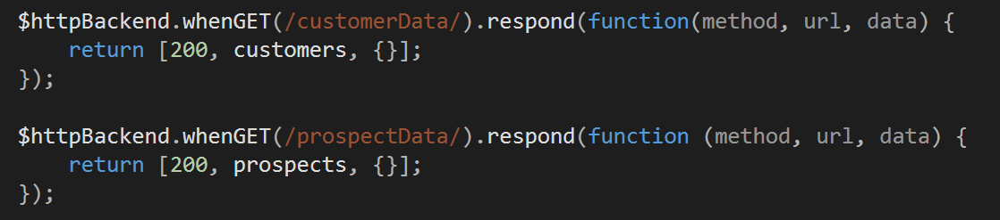 $httpBackend.whenGET(/customerData/).respond(function(method, url, data) {
    return [200, customers, {}];
});

$httpBackend.whenGET(/prospectData/).respond(function (method, url, data) {
    return [200, prospects, {}];
});